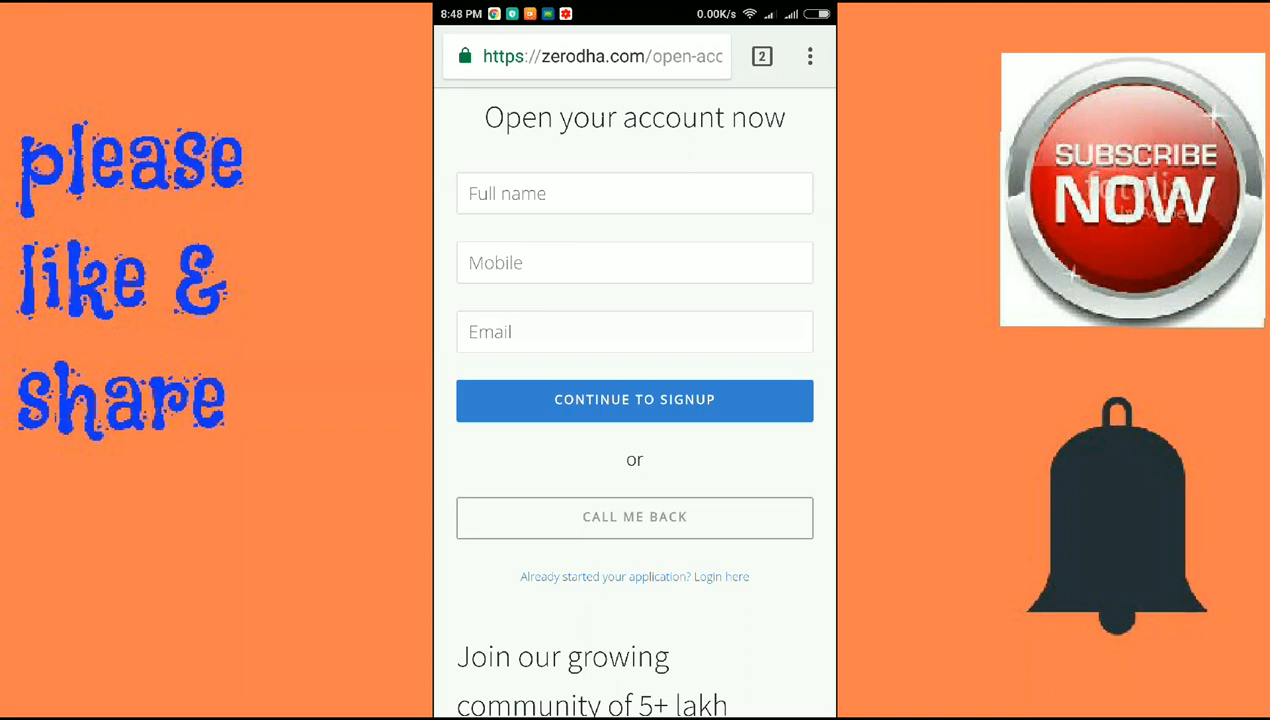 please
like &
share
8:48 PM
0.00K/s
https://zerodha.com/open-acc
2
Open your account now
Full name
Mobile
Email
CONTINUE TO SIGNUP
or
CALL ME BACK
Already started your application? Login here
Join our growing
community of 5+ lakh
SUBSCRIBE
NOW